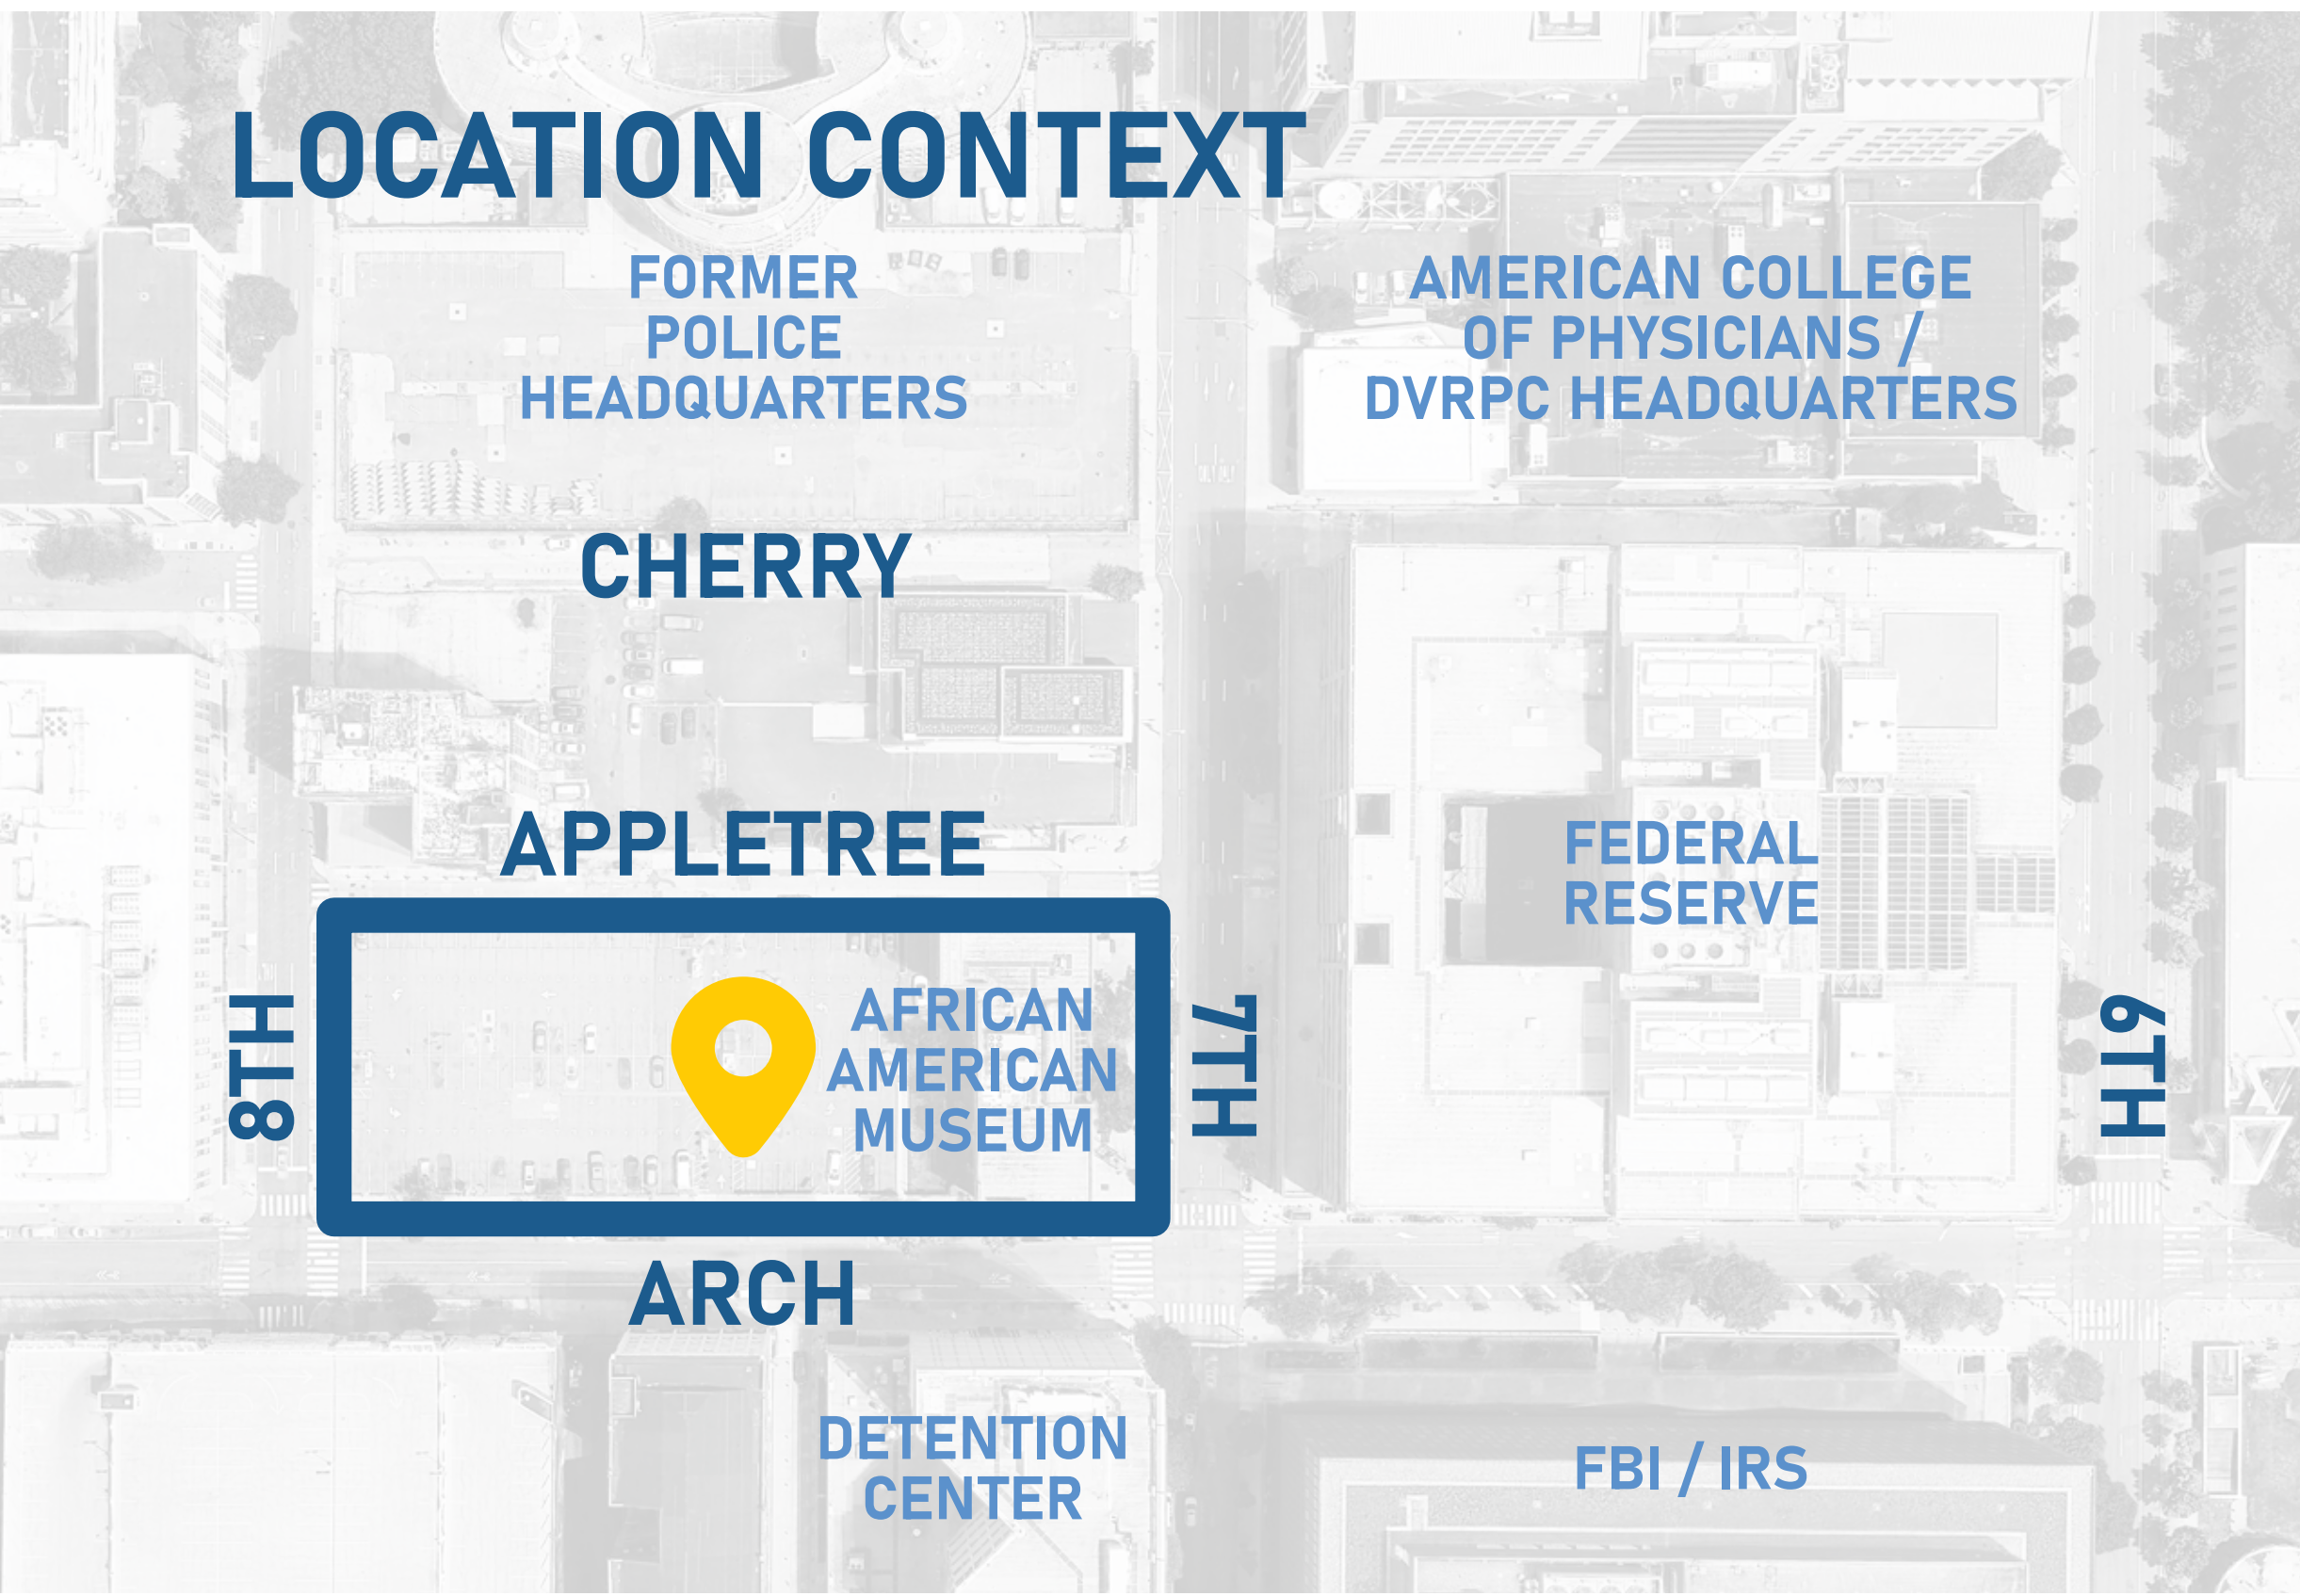 LOCATION CONTEXT
FORMER
POLICE
HEADQUARTERS
AMERICAN COLLEGE
OF PHYSICIANS /
DVRPC HEADQUARTERS
CHERRY
APPLETREE
FEDERAL
RESERVE
8TH
AFRICAN
AMERICAN
MUSEUM
7TH
6TH
ARCH
DETENTION
CENTER
FBI / IRS